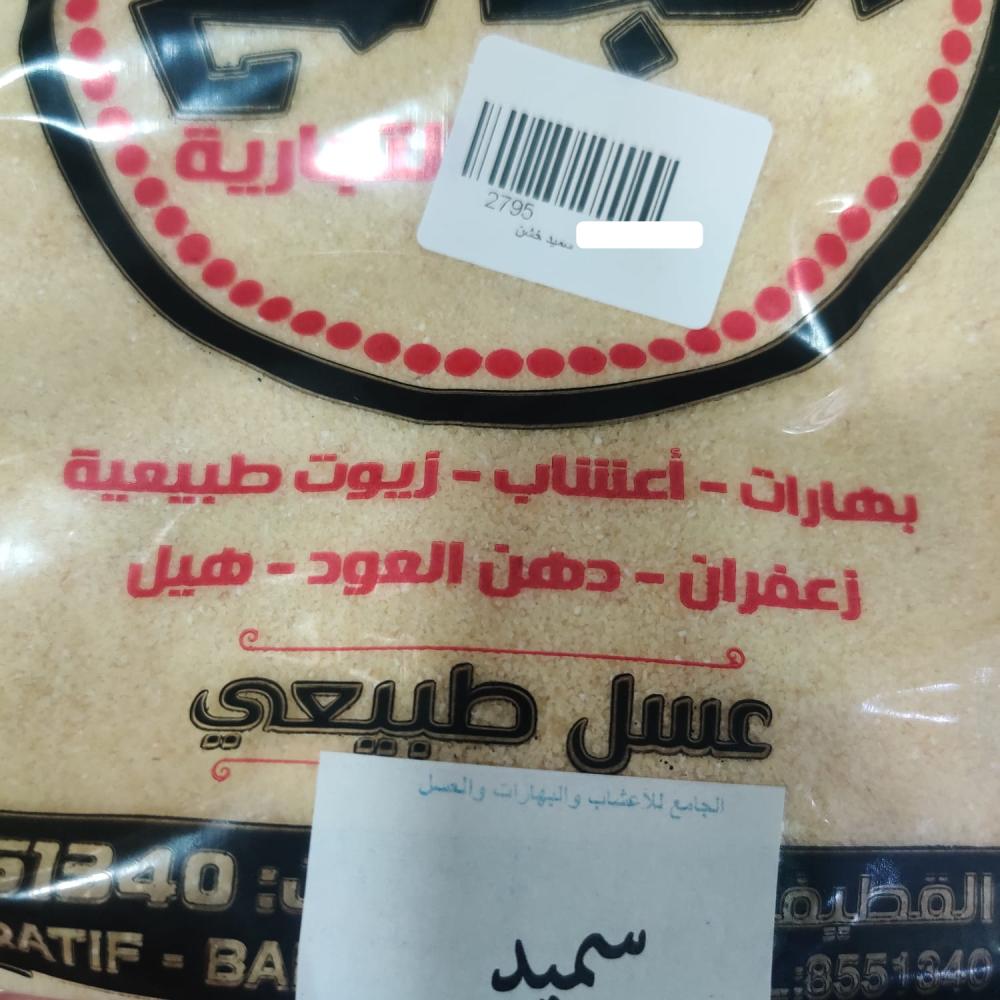 التجارية
2795
سميد خشن
بهارات - أعشاب - زيوت طبيعية
زعفران - دهن العود - هيل
عسل طبيعي
الجامع للاعشاب والبهارات والعسل
سميد
القطيف : 51340
RATIF - BA :8551340